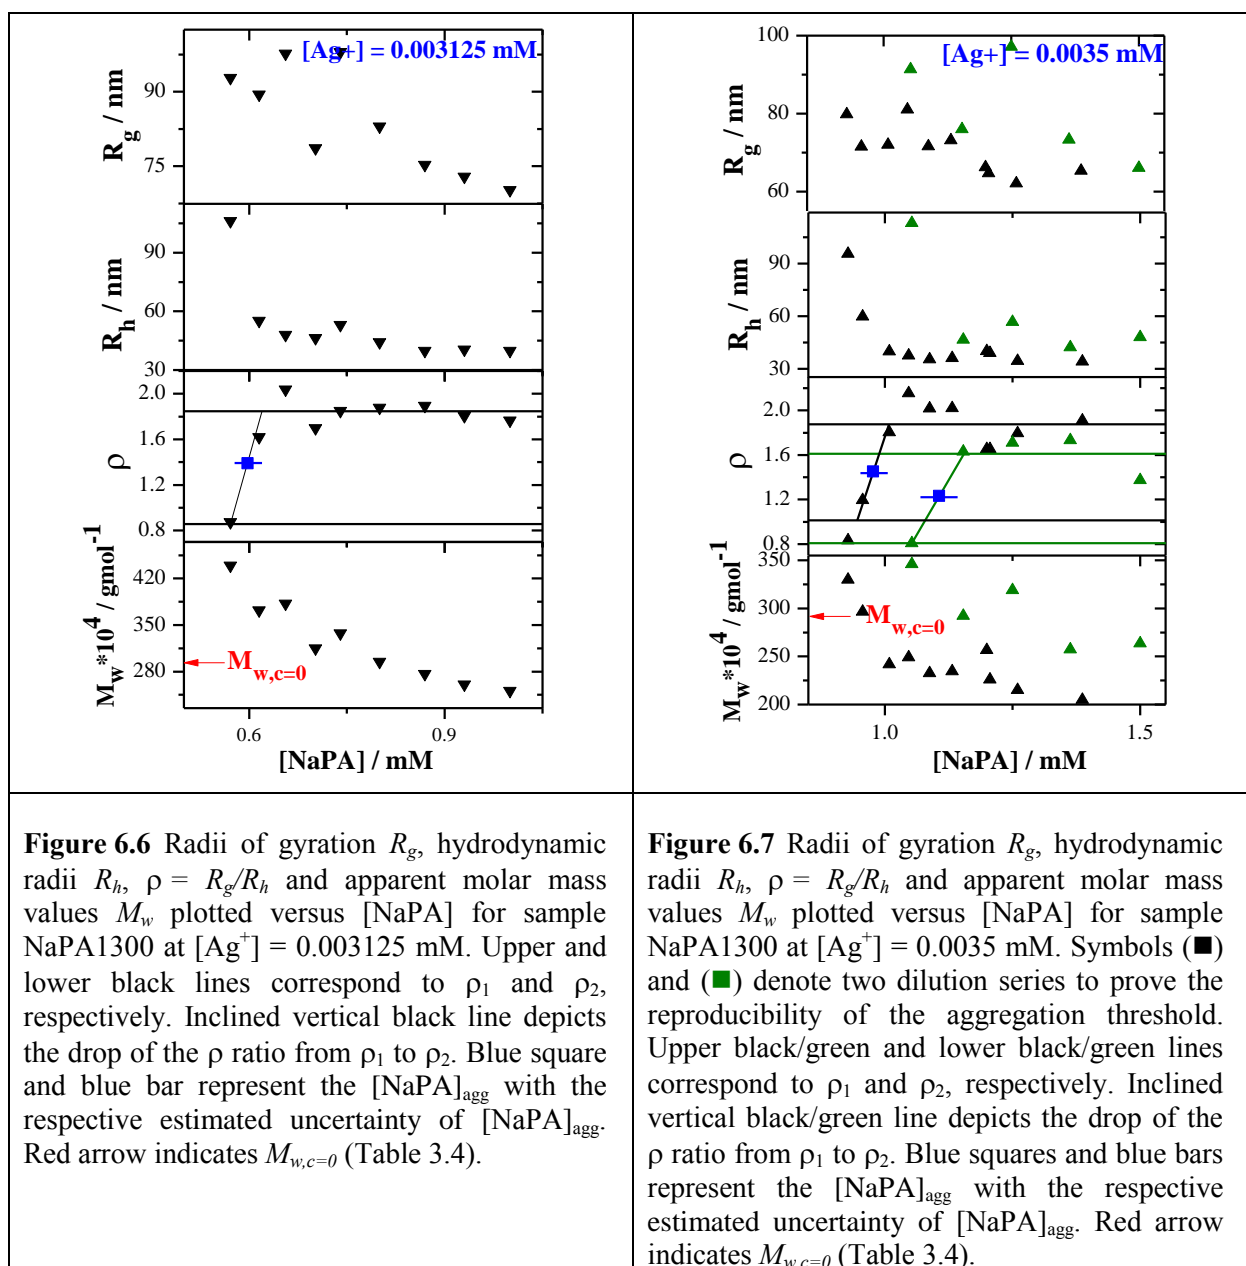 [Ag+] = 0.003125 mM
R_g / nm
90
75
R_h / nm
90
60
30
ρ
2.0
1.6
1.2
0.8
M_w*10^4 / gmol^-1
420
350
280
M_w,c=0
0.6
0.9
[NaPA] / mM
[Ag+] = 0.0035 mM
R_g / nm
100
80
60
R_h / nm
90
60
30
ρ
2.0
1.6
1.2
0.8
M_w*10^4 / gmol^-1
350
300
250
200
M_w,c=0
1.0
1.5
[NaPA] / mM
Figure 6.6 Radii of gyration R_g, hydrodynamic
radii R_h, ρ = R_g/R_h and apparent molar mass
values M_w plotted versus [NaPA] for sample
NaPA1300 at [Ag^+] = 0.003125 mM. Upper and
lower black lines correspond to ρ_1 and ρ_2,
respectively. Inclined vertical black line depicts
the drop of the ρ ratio from ρ_1 to ρ_2. Blue square
and blue bar represent the [NaPA]_agg with the
respective estimated uncertainty of [NaPA]_agg.
Red arrow indicates M_w,c=0 (Table 3.4).
Figure 6.7 Radii of gyration R_g, hydrodynamic
radii R_h, ρ = R_g/R_h and apparent molar mass
values M_w plotted versus [NaPA] for sample
NaPA1300 at [Ag^+] = 0.0035 mM. Symbols (■)
and (■) denote two dilution series to prove the
reproducibility of the aggregation threshold.
Upper black/green and lower black/green lines
correspond to ρ_1 and ρ_2, respectively. Inclined
vertical black/green line depicts the drop of the
ρ ratio from ρ_1 to ρ_2. Blue squares and blue bars
represent the [NaPA]_agg with the respective
estimated uncertainty of [NaPA]_agg. Red arrow
indicates M_w,c=0 (Table 3.4).